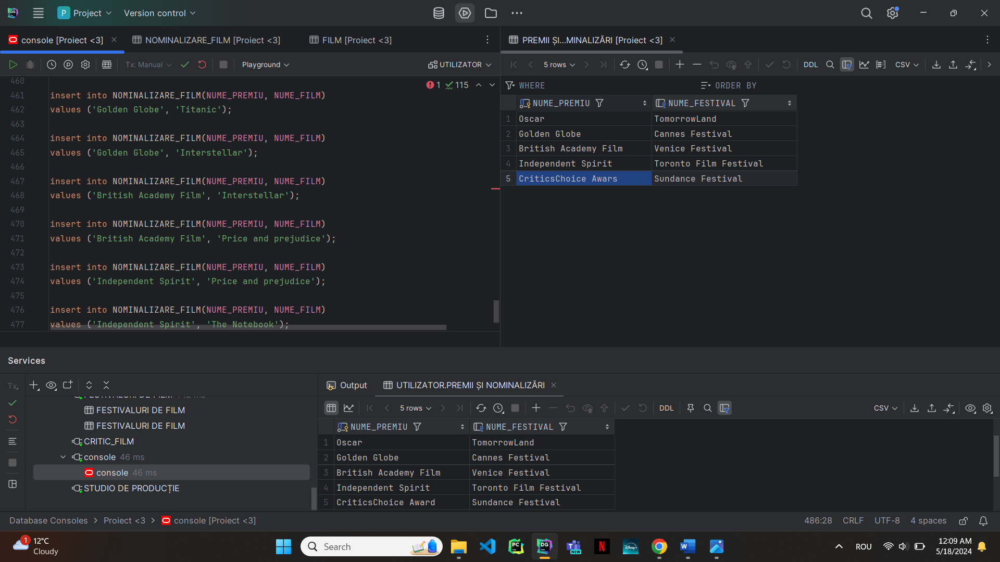 P Project Version control
console [Proiect <3]
NOMINALIZARE_FILM [Proiect <3]
FILM [Proiect <3]
PREMII ȘI...MINALIZĂRI [Proiect <3]
Tx: Manual
Playground
UTILIZATOR
5 rows
DDL
CSV
WHERE
ORDER BY
1 115
460
461 insert into NOMINALIZARE_FILM(NUME_PREMIU, NUME_FILM)
462 values ('Golden Globe', 'Titanic');
463
464 insert into NOMINALIZARE_FILM(NUME_PREMIU, NUME_FILM)
465 values ('Golden Globe', 'Interstellar');
466
467 insert into NOMINALIZARE_FILM(NUME_PREMIU, NUME_FILM)
468 values ('British Academy Film', 'Interstellar');
469
470 insert into NOMINALIZARE_FILM(NUME_PREMIU, NUME_FILM)
471 values ('British Academy Film', 'Price and prejudice');
472
473 insert into NOMINALIZARE_FILM(NUME_PREMIU, NUME_FILM)
474 values ('Independent Spirit', 'Price and prejudice');
475
476 insert into NOMINALIZARE_FILM(NUME_PREMIU, NUME_FILM)
477 values ('Independent Spirit', 'The Notebook');
NUME_PREMIU NUME_FESTIVAL
1 Oscar TomorrowLand
2 Golden Globe Cannes Festival
3 British Academy Film Venice Festival
4 Independent Spirit Toronto Film Festival
5 CriticsChoice Awars Sundance Festival
Services
Tx
FESTIVALURI DE FILM 142 ms
FESTIVALURI DE FILM
FESTIVALURI DE FILM
CRITIC_FILM
console 46 ms
console 46 ms
STUDIO DE PRODUCȚIE
Output
UTILIZATOR.PREMII ȘI NOMINALIZĂRI
5 rows
DDL
CSV
NUME_PREMIU NUME_FESTIVAL
1 Oscar TomorrowLand
2 Golden Globe Cannes Festival
3 British Academy Film Venice Festival
4 Independent Spirit Toronto Film Festival
5 CriticsChoice Award Sundance Festival
Database Consoles > Proiect <3 > console [Proiect <3]
486:28 CRLF UTF-8 4 spaces
1
12°C
Cloudy
Search
PC
DG
NEW
N
Disney+
W
ROU
12:09 AM
5/18/2024